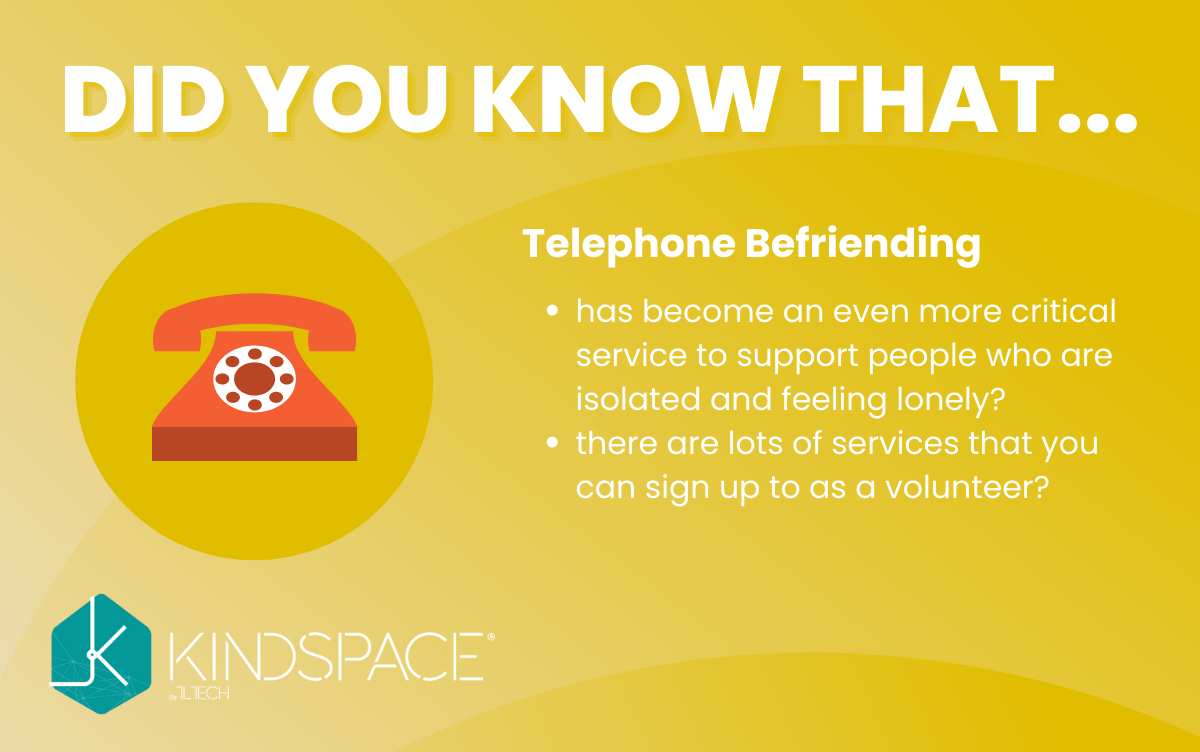 DID YOU KNOW THAT...
Telephone Befriending
• has become an even more critical
service to support people who are
isolated and feeling lonely?
• there are lots of services that you
can sign up to as a volunteer?
KINDSPACE®
by TLTECH